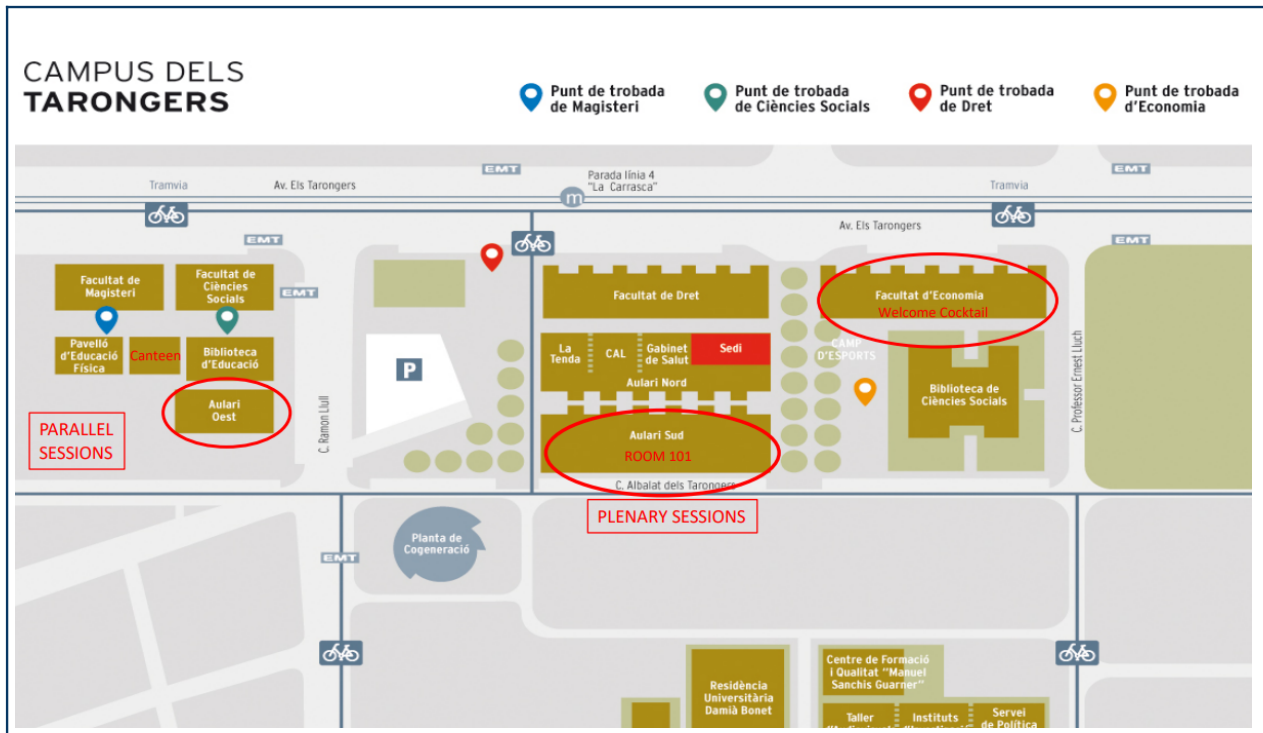 CAMPUS DELS
TARONGERS
Punt de trobada
de Magisteri
Punt de trobada
de Ciències Socials
Punt de trobada
de Dret
Punt de trobada
d'Economia
EMT
EMT
Parada línia 4
"La Carrasca"
m
Tramvia
Av. Els Tarongers
Tramvia
Av. Els Tarongers
EMT
EMT
EMT
Facultat de
Magisteri
Facultat de
Ciències
Socials
Pavelló
d'Educació
Física
Canteen
Biblioteca
d'Educació
Aulari
Oest
PARALLEL
SESSIONS
C. Ramon Llull
P
Facultat de Dret
La
Tenda
CAL
Gabinet
de Salut
Sedi
Aulari Nord
Aulari Sud
ROOM 101
C. Albalat dels Tarongers
PLENARY SESSIONS
Facultat d'Economia
Welcome Cocktail
CAMP
D'ESPORTS
Biblioteca de
Ciències Socials
C. Professor Ernest Lluch
Planta de
Cogeneració
EMT
Residència
Universitària
Damià Bonet
Centre de Formació
i Qualitat "Manuel
Sanchis Guarner"
Taller
Instituts
Servei
de Política